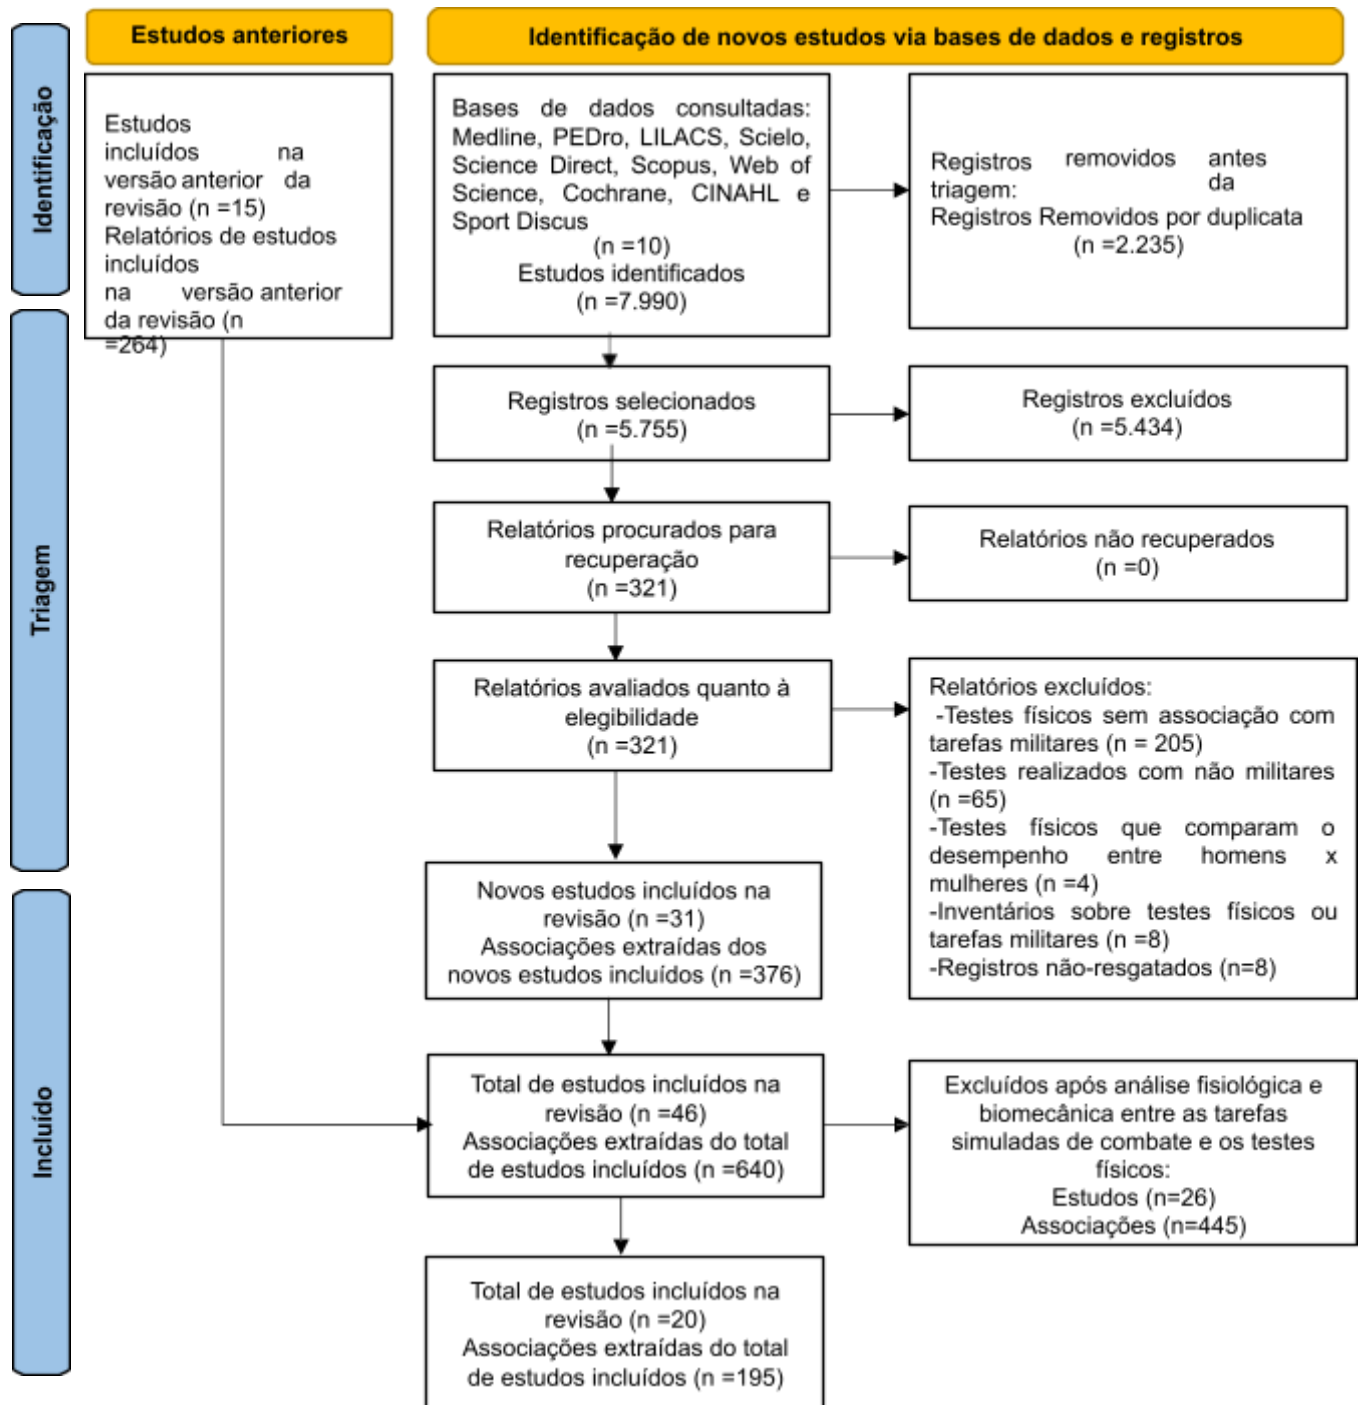 Estudos anteriores
Identificação de novos estudos via bases de dados e registros
Identificação
Estudos
incluídos na
versão anterior da
revisão (n =15)
Relatórios de estudos
incluídos
na versão anterior
da revisão (n
=264)
Bases de dados consultadas:
Medline, PEDro, LILACS, Scielo,
Science Direct, Scopus, Web of
Science, Cochrane, CINAHL e
Sport Discus
(n =10)
Estudos identificados
(n =7.990)
Registros removidos antes da
triagem:
Registros Removidos por duplicata
(n =2.235)
Triagem
Registros selecionados
(n =5.755)
Registros excluídos
(n =5.434)
Relatórios procurados para
recuperação
(n =321)
Relatórios não recuperados
(n =0)
Relatórios avaliados quanto à
elegibilidade
(n =321)
Relatórios excluídos:
-Testes físicos sem associação com
tarefas militares (n = 205)
-Testes realizados com não militares
(n =65)
-Testes físicos que comparam o
desempenho entre homens x
mulheres (n =4)
-Inventários sobre testes físicos ou
tarefas militares (n =8)
-Registros não-resgatados (n=8)
Incluído
Novos estudos incluídos na
revisão (n =31)
Associações extraídas dos
novos estudos incluídos (n =376)
Total de estudos incluídos na
revisão (n =46)
Associações extraídas do total
de estudos incluídos (n =640)
Excluídos após análise fisiológica e
biomecânica entre as tarefas
simuladas de combate e os testes
físicos:
Estudos (n=26)
Associações (n=445)
Total de estudos incluídos na
revisão (n =20)
Associações extraídas do total
de estudos incluídos (n =195)